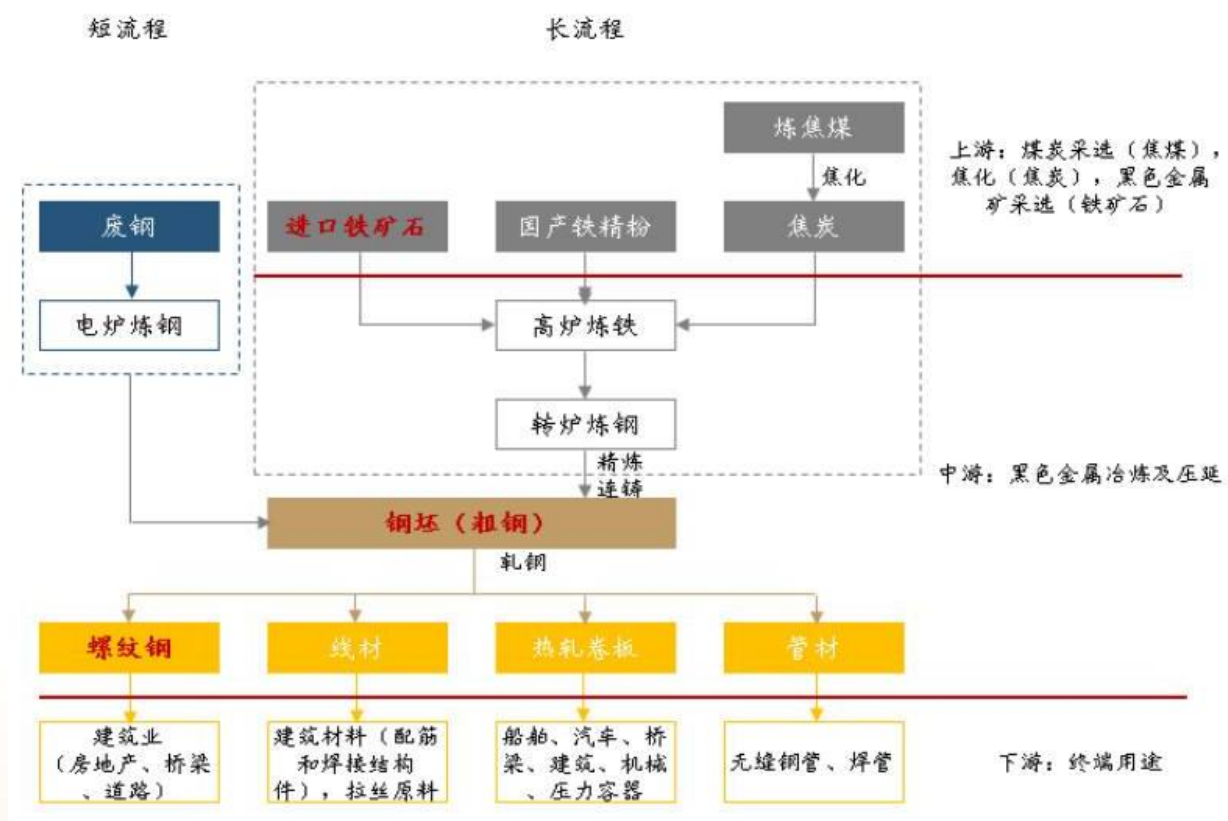 短流程
长流程
炼焦煤
焦化
上游：煤炭采选（焦煤），
焦化（焦炭），黑色金属
矿采选（铁矿石）
废钢
进口铁矿石
国产铁精粉
焦炭
电炉炼钢
高炉炼铁
转炉炼钢
精炼
连铸
中游：黑色金属冶炼及压延
钢坯（粗钢）
轧钢
螺纹钢
线材
热轧卷板
管材
建筑业
（房地产、桥梁
、道路）
建筑材料（配筋
和焊接结构
件），拉丝原料
船舶、汽车、桥
梁、建筑、机械
、压力容器
无缝钢管、焊管
下游：终端用途